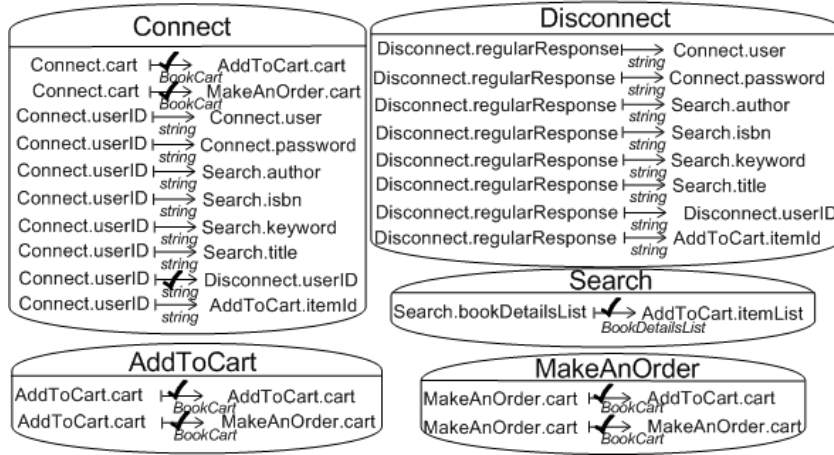 Connect
Connect.cart AddToCart.cart
BookCart
Connect.cart MakeAnOrder.cart
BookCart
Connect.userID Connect.user
string
Connect.userID Connect.password
string
Connect.userID Search.author
string
Connect.userID Search.isbn
string
Connect.userID Search.keyword
string
Connect.userID Search.title
string
Connect.userID Disconnect.userID
string
Connect.userID AddToCart.itemId
string
Disconnect
Disconnect.regularResponse Connect.user
string
Disconnect.regularResponse Connect.password
string
Disconnect.regularResponse Search.author
string
Disconnect.regularResponse Search.isbn
string
Disconnect.regularResponse Search.keyword
string
Disconnect.regularResponse Search.title
string
Disconnect.regularResponse Disconnect.userID
string
Disconnect.regularResponse AddToCart.itemId
string
Search
Search.bookDetailsList AddToCart.itemList
BookDetailsList
AddToCart
AddToCart.cart AddToCart.cart
BookCart
AddToCart.cart MakeAnOrder.cart
BookCart
MakeAnOrder
MakeAnOrder.cart AddToCart.cart
BookCart
MakeAnOrder.cart MakeAnOrder.cart
BookCart